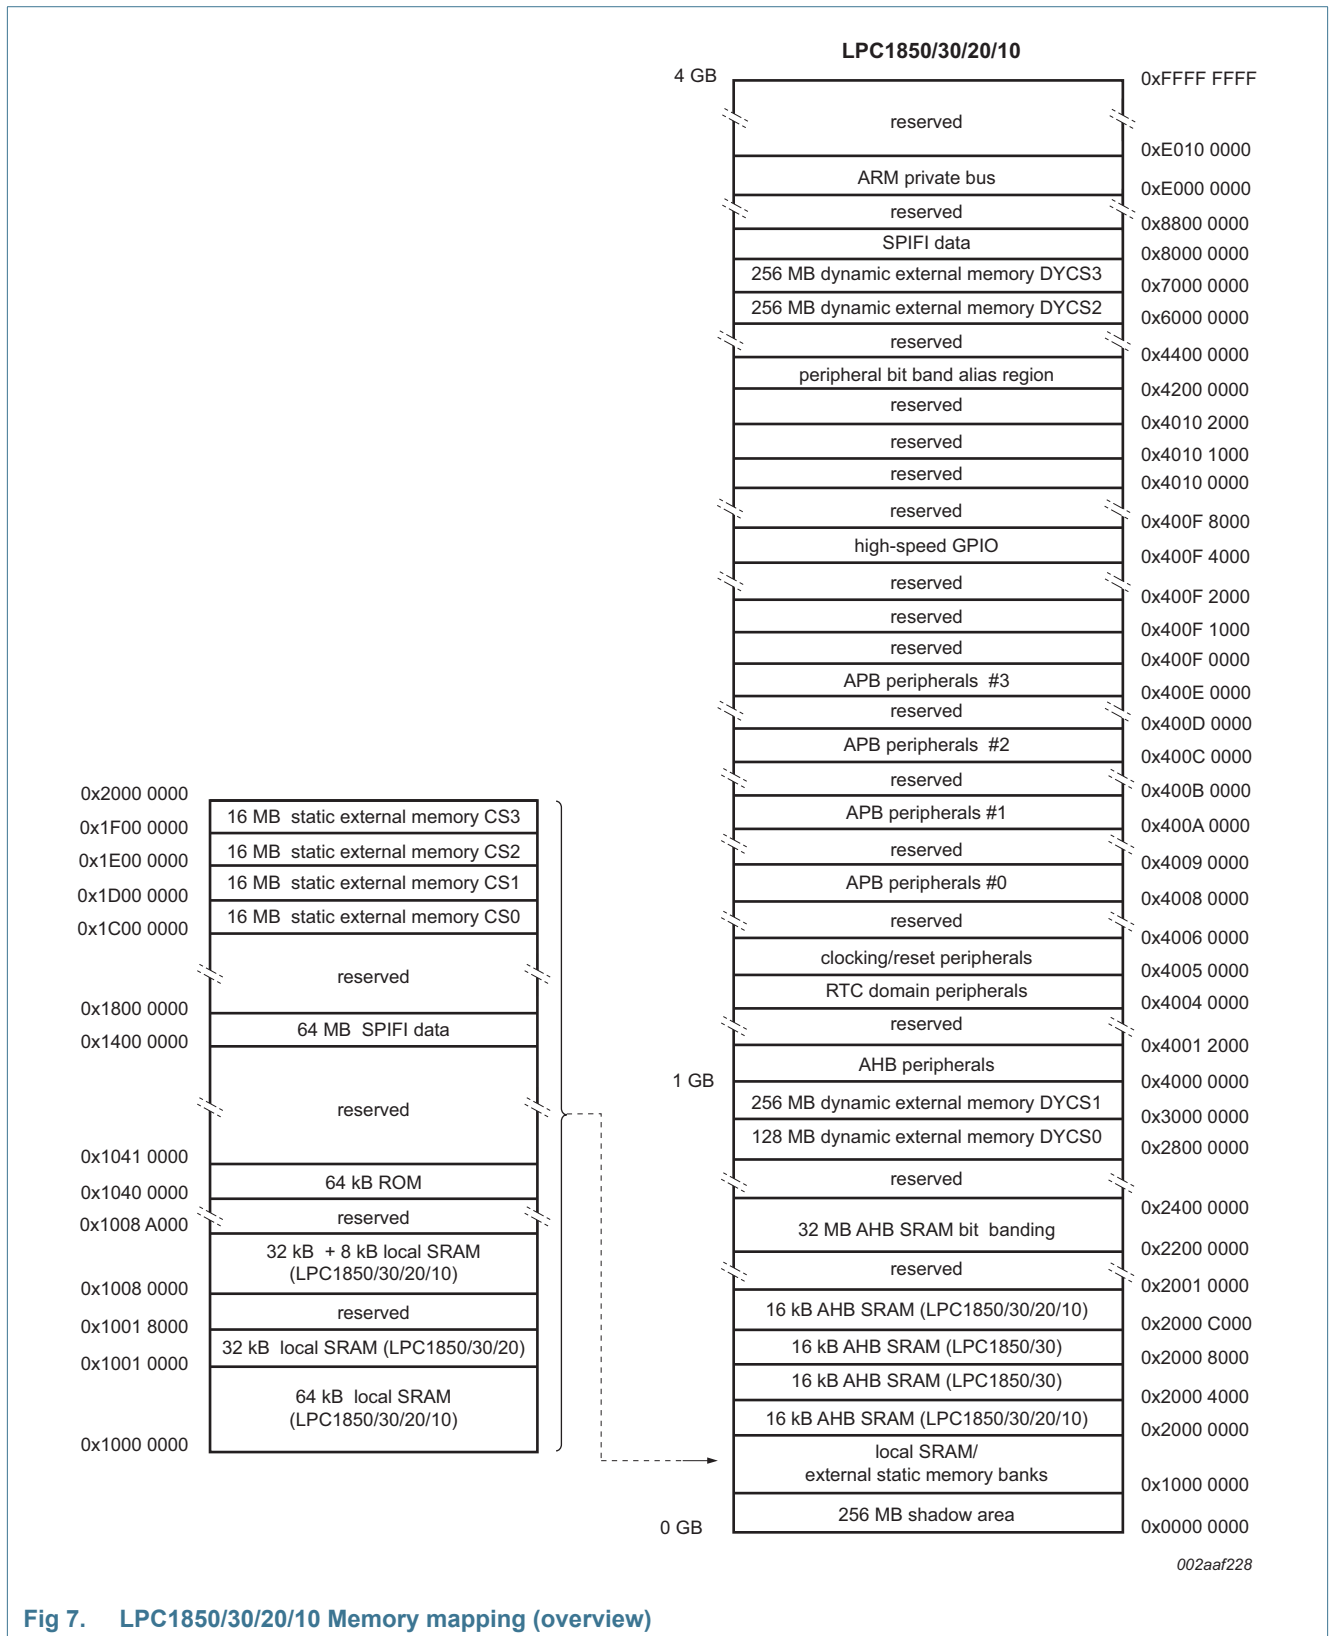 LPC1850/30/20/10
4 GB
0xFFFF FFFF
reserved
0xE010 0000
ARM private bus
0xE000 0000
reserved
0x8800 0000
SPIFI data
0x8000 0000
256 MB dynamic external memory DYCS3
0x7000 0000
256 MB dynamic external memory DYCS2
0x6000 0000
reserved
0x4400 0000
peripheral bit band alias region
0x4200 0000
reserved
0x4010 2000
reserved
0x4010 1000
reserved
0x4010 0000
reserved
0x400F 8000
high-speed GPIO
0x400F 4000
reserved
0x400F 2000
reserved
0x400F 1000
reserved
0x400F 0000
APB peripherals #3
0x400E 0000
reserved
0x400D 0000
APB peripherals #2
0x400C 0000
reserved
0x400B 0000
APB peripherals #1
0x400A 0000
reserved
0x4009 0000
APB peripherals #0
0x4008 0000
reserved
0x4006 0000
clocking/reset peripherals
0x4005 0000
RTC domain peripherals
0x4004 0000
reserved
0x4001 2000
AHB peripherals
1 GB
0x4000 0000
256 MB dynamic external memory DYCS1
0x3000 0000
128 MB dynamic external memory DYCS0
0x2800 0000
reserved
0x2400 0000
32 MB AHB SRAM bit banding
0x2200 0000
reserved
0x2001 0000
16 kB AHB SRAM (LPC1850/30/20/10)
0x2000 C000
16 kB AHB SRAM (LPC1850/30)
0x2000 8000
16 kB AHB SRAM (LPC1850/30)
0x2000 4000
16 kB AHB SRAM (LPC1850/30/20/10)
0x2000 0000
local SRAM/
external static memory banks
0x1000 0000
256 MB shadow area
0 GB
0x0000 0000
0x2000 0000
16 MB static external memory CS3
0x1F00 0000
16 MB static external memory CS2
0x1E00 0000
16 MB static external memory CS1
0x1D00 0000
16 MB static external memory CS0
0x1C00 0000
reserved
0x1800 0000
64 MB SPIFI data
0x1400 0000
reserved
0x1041 0000
64 kB ROM
0x1040 0000
reserved
0x1008 A000
32 kB + 8 kB local SRAM
(LPC1850/30/20/10)
0x1008 0000
reserved
0x1001 8000
32 kB local SRAM (LPC1850/30/20)
0x1001 0000
64 kB local SRAM
(LPC1850/30/20/10)
0x1000 0000
002aaf228
Fig 7. LPC1850/30/20/10 Memory mapping (overview)